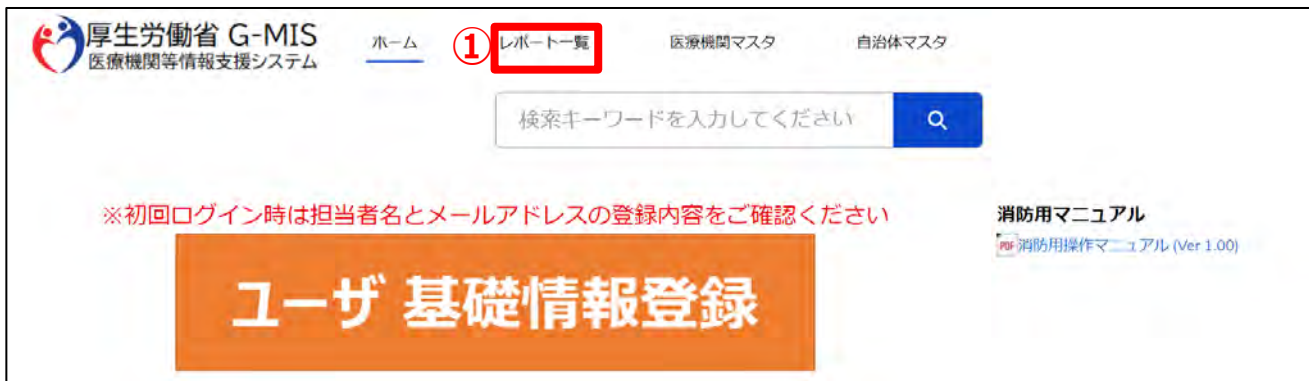 厚生労働省 G-MIS
医療機関等情報支援システム
ホーム
① レポート一覧
医療機関マスタ
自治体マスタ
検索キーワードを入力してください
※初回ログイン時は担当者名とメールアドレスの登録内容をご確認ください
ユーザ 基礎情報登録
消防用マニュアル
PDF 消防用操作マニュアル (Ver 1.00)